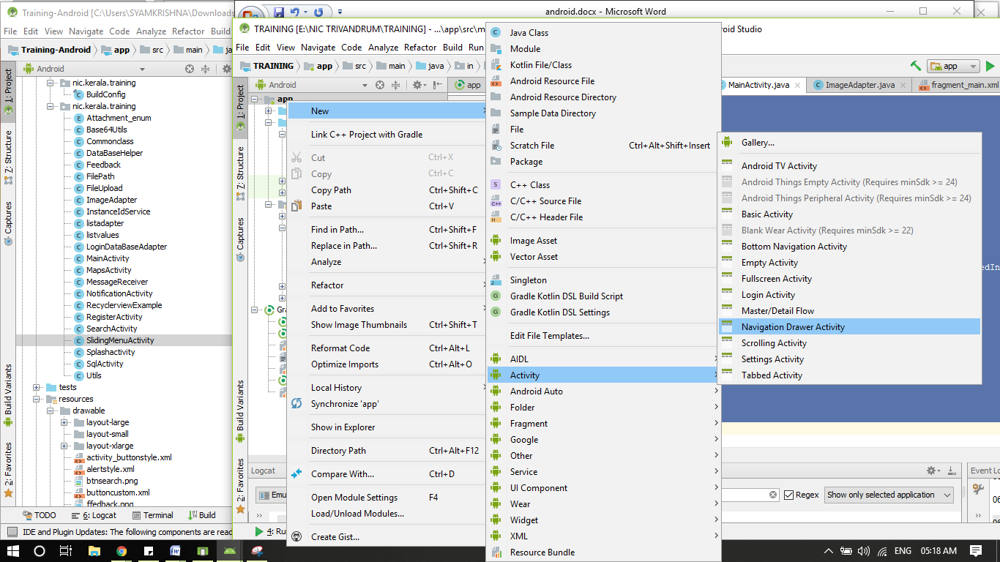 Training-Android [C:\Users\SYAMKRISHNA\Downloads
android.docx - Microsoft Word
File Edit View Navigate Code Analyze Refactor Build
Training-Android app src main ja
Android
1: Project
Z: Structure
Captures
Build Variants
2: Favorites
nic.kerala.training
BuildConfig
nic.kerala.training
Attachment_enum
Base64Utils
Commonclass
DataBaseHelper
Feedback
FilePath
FileUpload
ImageAdapter
InstanceIdService
listadapter
listvalues
LoginDataBaseAdapter
MainActivity
MapsActivity
MessageReceiver
NotificationActivity
RecyclerviewExample
RegisterActivity
SearchActivity
SlidingMenuActivity
Splashactivity
SqlActivity
Utils
tests
resources
drawable
layout-large
layout-small
layout-xlarge
activity_buttonstyle.xml
alertstyle.xml
btnsearch.png
buttoncustom.xml
ffedback.png
TODO 6: Logcat Terminal Build
IDE and Plugin Updates: The following components are read
TRAINING [E:\NIC TRIVANDRUM\TRAINING] - ...\app\src\m
roid Studio
File Edit View Navigate Code Analyze Refactor Build Run
TRAINING app src main java in
app
Android
app
MainActivity.java ImageAdapter.java fragment_main.xml
1: Project
Z: Structure
Captures
Build Variants
2: Favorites
app
Gra
New
Link C++ Project with Gradle
Cut Ctrl+X
Copy Ctrl+C
Copy Path Ctrl+Shift+C
Paste Ctrl+V
Find in Path... Ctrl+Shift+F
Replace in Path... Ctrl+Shift+R
Analyze
Refactor
Add to Favorites
Show Image Thumbnails Ctrl+Shift+T
Reformat Code Ctrl+Alt+L
Optimize Imports Ctrl+Alt+O
Local History
Synchronize 'app'
Show in Explorer
Directory Path Ctrl+Alt+F12
Compare With... Ctrl+D
Open Module Settings F4
Load/Unload Modules...
Create Gist...
Java Class
Module
Kotlin File/Class
Android Resource File
Android Resource Directory
Sample Data Directory
File
Scratch File Ctrl+Alt+Shift+Insert
Package
C++ Class
C/C++ Source File
C/C++ Header File
Image Asset
Vector Asset
Singleton
Gradle Kotlin DSL Build Script
Gradle Kotlin DSL Settings
Edit File Templates...
AIDL
Activity
Android Auto
Folder
Fragment
Google
Other
Service
UI Component
Wear
Widget
XML
Resource Bundle
Gallery...
Android TV Activity
Android Things Empty Activity (Requires minSdk >= 24)
Android Things Peripheral Activity (Requires minSdk >= 24)
Basic Activity
Blank Wear Activity (Requires minSdk >= 22)
Bottom Navigation Activity
Empty Activity
Fullscreen Activity
Login Activity
Master/Detail Flow
Navigation Drawer Activity
Scrolling Activity
Settings Activity
Tabbed Activity
edIn
Logcat
Emu
Regex
Show only selected application
Event Lo
4: Ru
ENG 05:18 AM